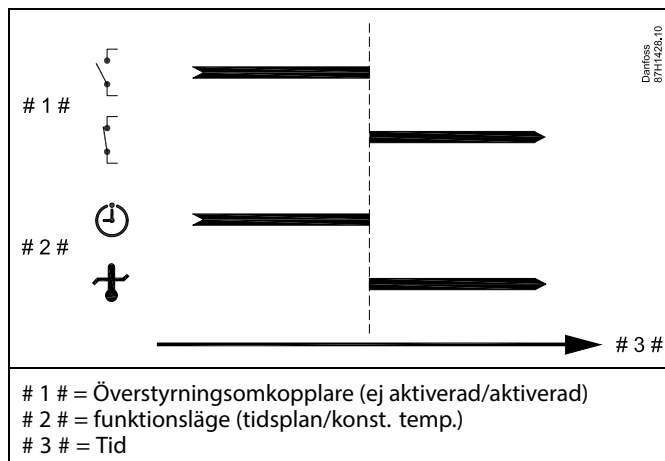 Danfoss
87H1428.10
# 1 #
# 2 #
# 3 #
# 1 # = Överstyrningsomkopplare (ej aktiverad/aktiverad)
# 2 # = funktionsläge (tidsplan/konst. temp.)
# 3 # = Tid